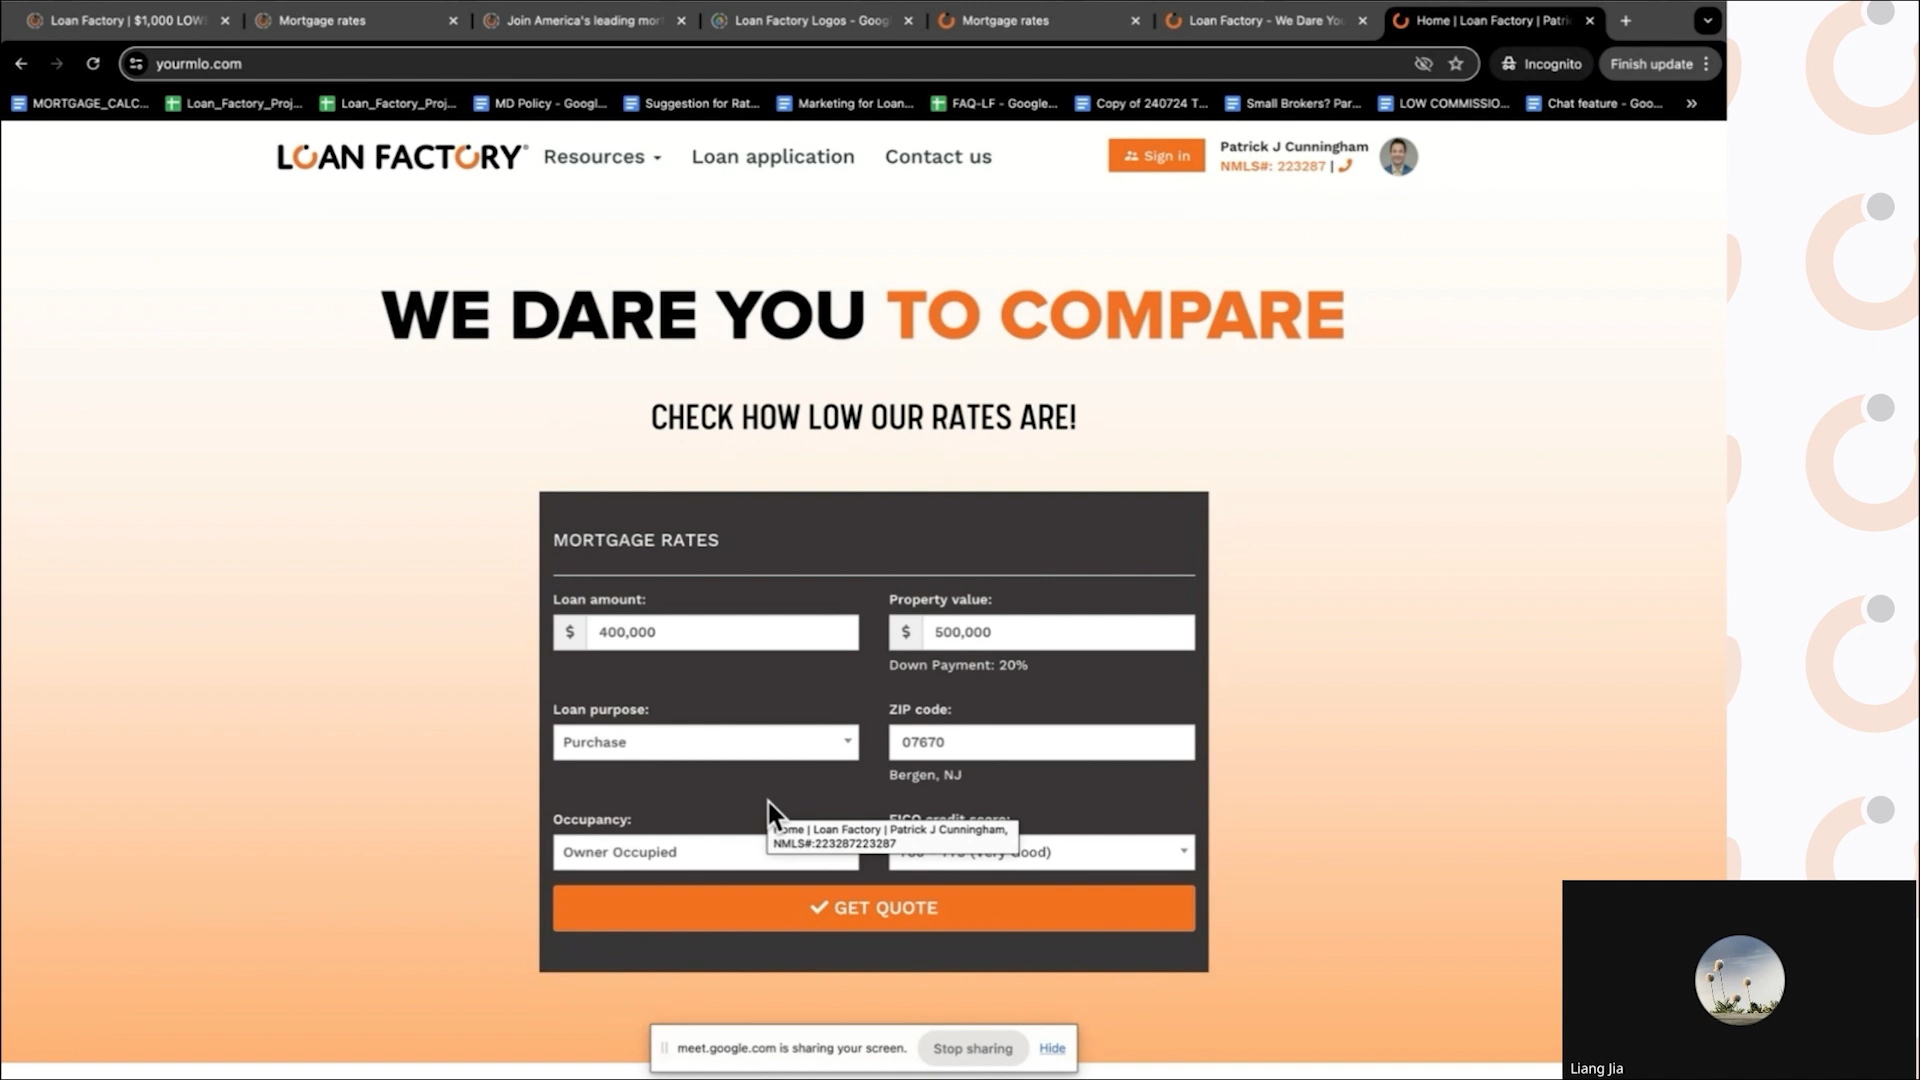 Loan Factory | $1,000 LOW
Mortgage rates
Join America's leading mor
Loan Factory Logos - Goog
Mortgage rates
Loan Factory - We Dare Yo
Home | Loan Factory | Patri
yourmlo.com
Incognito
Finish update
MORTGAGE_CALC...
Loan_Factory_Proj...
Loan_Factory_Proj...
MD Policy - Googl...
Suggestion for Rat...
Marketing for Loan...
FAQ-LF - Google...
Copy of 240724 T...
Small Brokers? Par...
LOW COMMISSIO...
Chat feature - Goo...
»
LOAN FACTORY®
Resources
Loan application
Contact us
Sign in
Patrick J Cunningham
NMLS#: 223287 |
WE DARE YOU TO COMPARE
CHECK HOW LOW OUR RATES ARE!
MORTGAGE RATES
Loan amount:
Property value:
$ 400,000
$ 500,000
Down Payment: 20%
Loan purpose:
ZIP code:
Purchase
07670
Bergen, NJ
Occupancy:
FICO credit score:
Home | Loan Factory | Patrick J Cunningham,
NMLS#:223287223287
Owner Occupied
Good)
GET QUOTE
meet.google.com is sharing your screen.
Stop sharing
Hide
Liang Jia